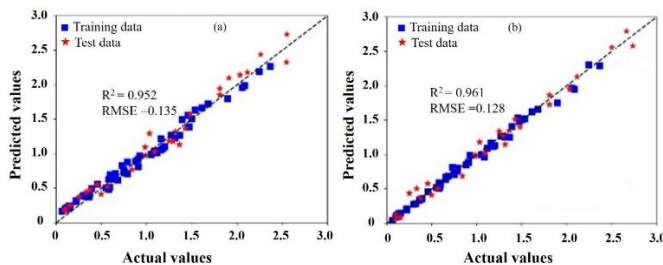 3.0
2.5
2.0
1.5
1.0
0.5
0
Predicted values
Training data
Test data
(a)
R² = 0.952
RMSE =0.135
0 0.5 1.0 1.5 2.0 2.5 3.0
Actual values
3.0
2.5
2.0
1.5
1.0
0.5
0
Predicted values
Training data
Test data
(b)
R² = 0.961
RMSE =0.128
0 0.5 1.0 1.5 2.0 2.5 3.0
Actual values